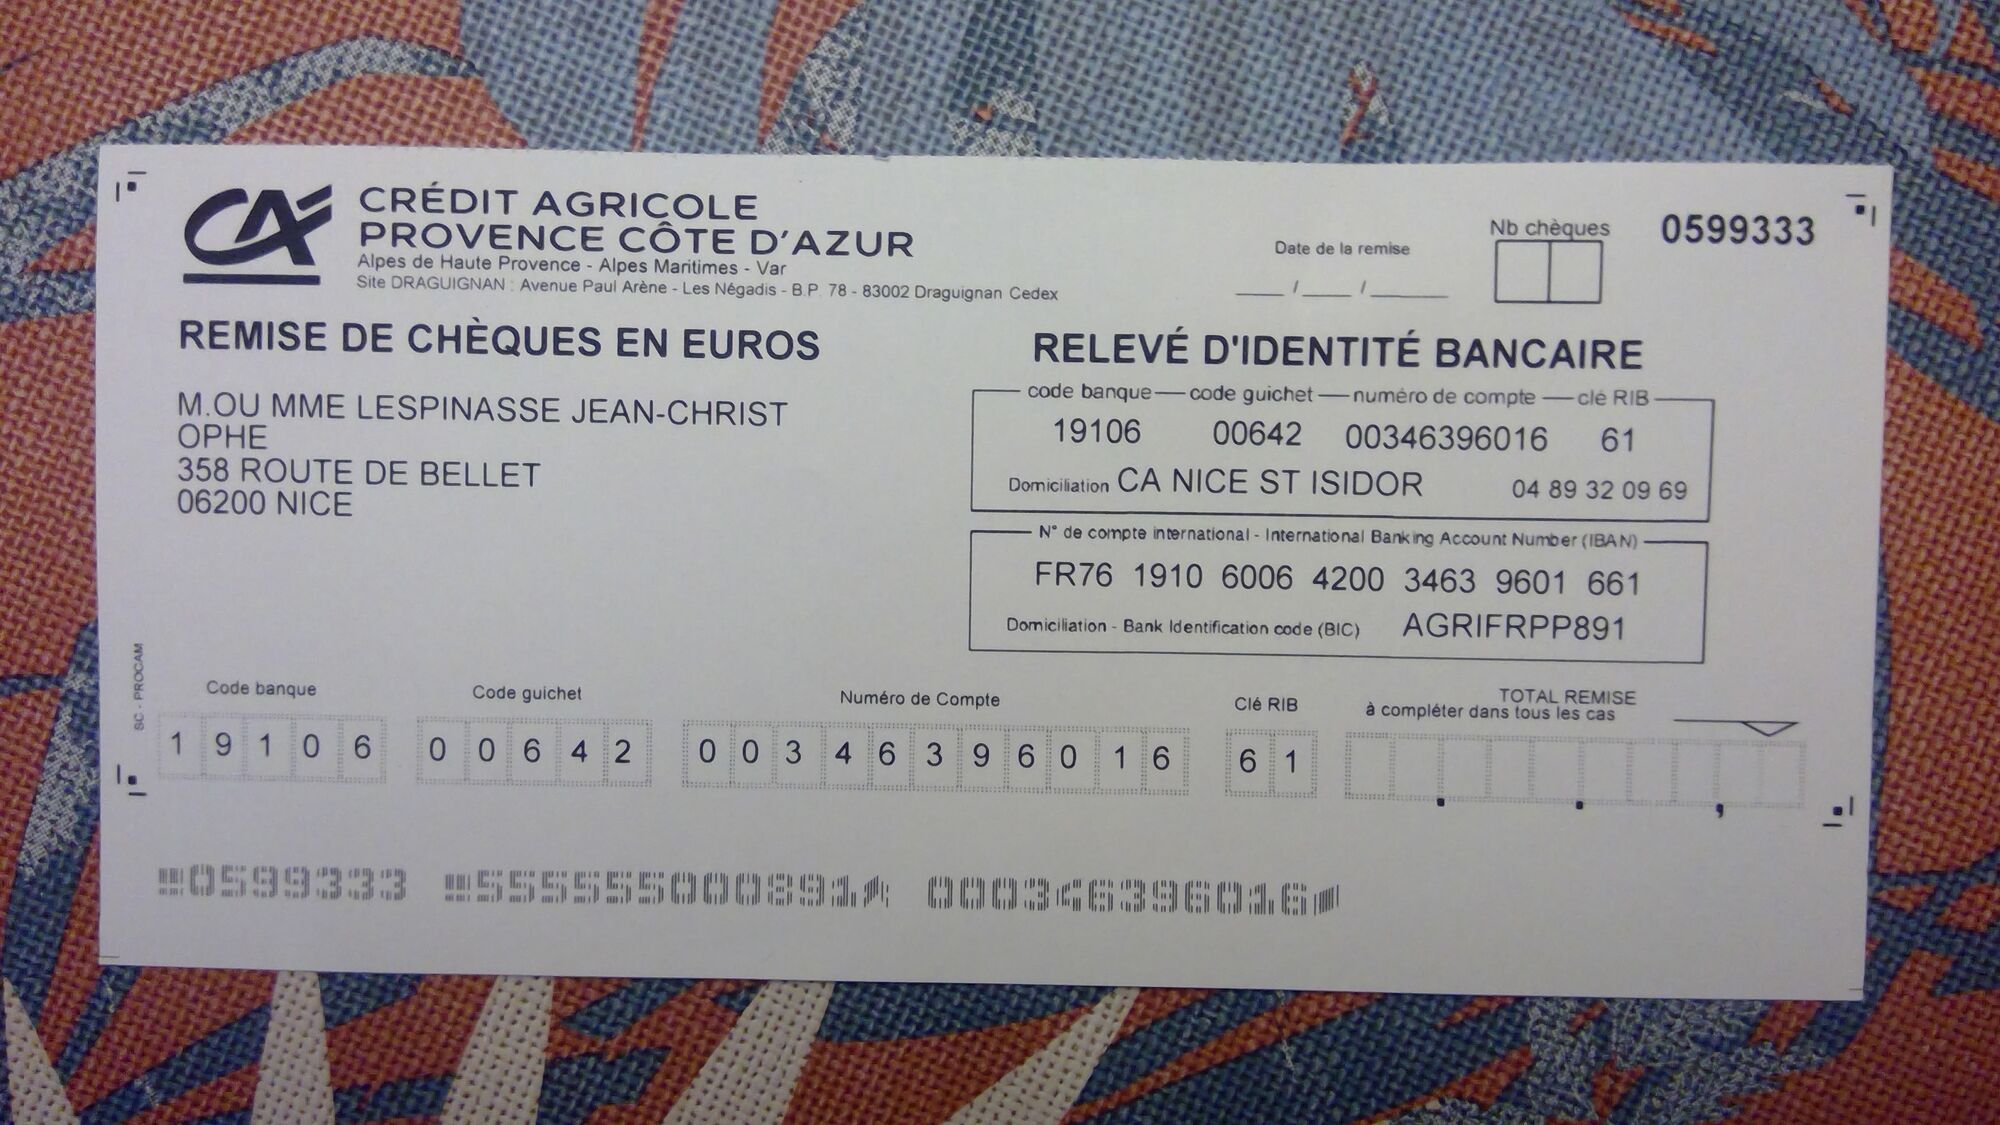 CA CRÉDIT AGRICOLE
PROVENCE CÔTE D'AZUR
Alpes de Haute Provence - Alpes Maritimes - Var
Site DRAGUIGNAN : Avenue Paul Arène - Les Négadis - B.P. 78 - 83002 Draguignan Cedex
Date de la remise
___ /___ /_____
Nb chèques
0599333
REMISE DE CHÈQUES EN EUROS
M.OU MME LESPINASSE JEAN-CHRIST
OPHE
358 ROUTE DE BELLET
06200 NICE
RELEVÉ D'IDENTITÉ BANCAIRE
code banque code guichet numéro de compte clé RIB
19106 00642 00346396016 61
Domiciliation CA NICE ST ISIDOR 04 89 32 09 69
N° de compte international - International Banking Account Number (IBAN)
FR76 1910 6006 4200 3463 9601 661
Domiciliation - Bank Identification code (BIC) AGRIFRPP891
SC - PROCAM
Code banque Code guichet Numéro de Compte Clé RIB TOTAL REMISE
à compléter dans tous les cas
1 9 1 0 6 0 0 6 4 2 0 0 3 4 6 3 9 6 0 1 6 6 1
0599333 555555500089 1 000346396016